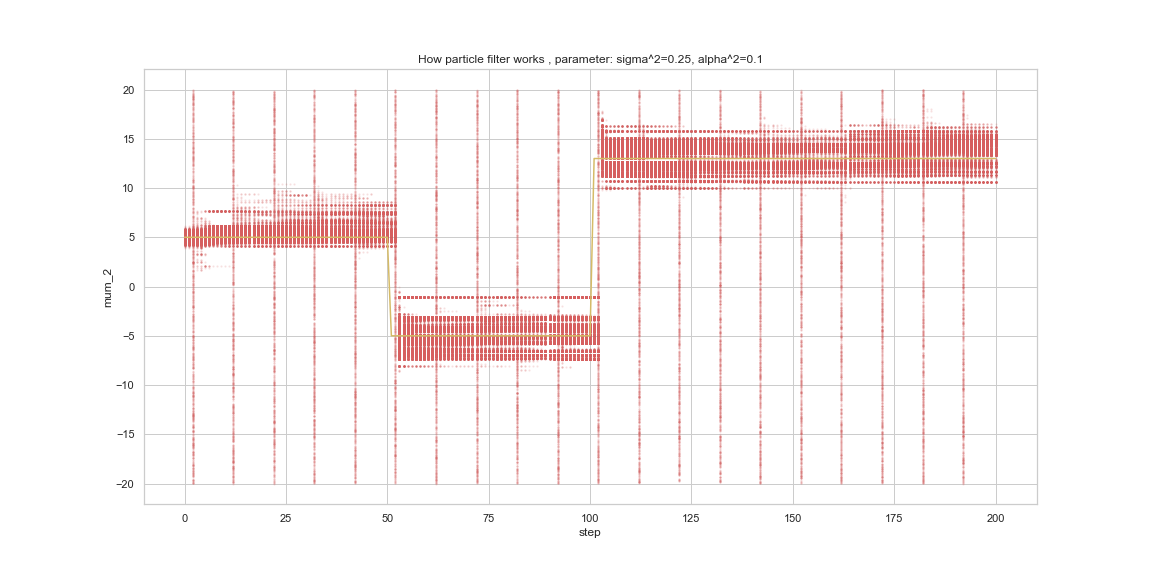 How particle filter works , parameter: sigma^2=0.25, alpha^2=0.1
20
15
10
5
0
−5
−10
−15
−20
mum_2
0 25 50 75 100 125 150 175 200
step